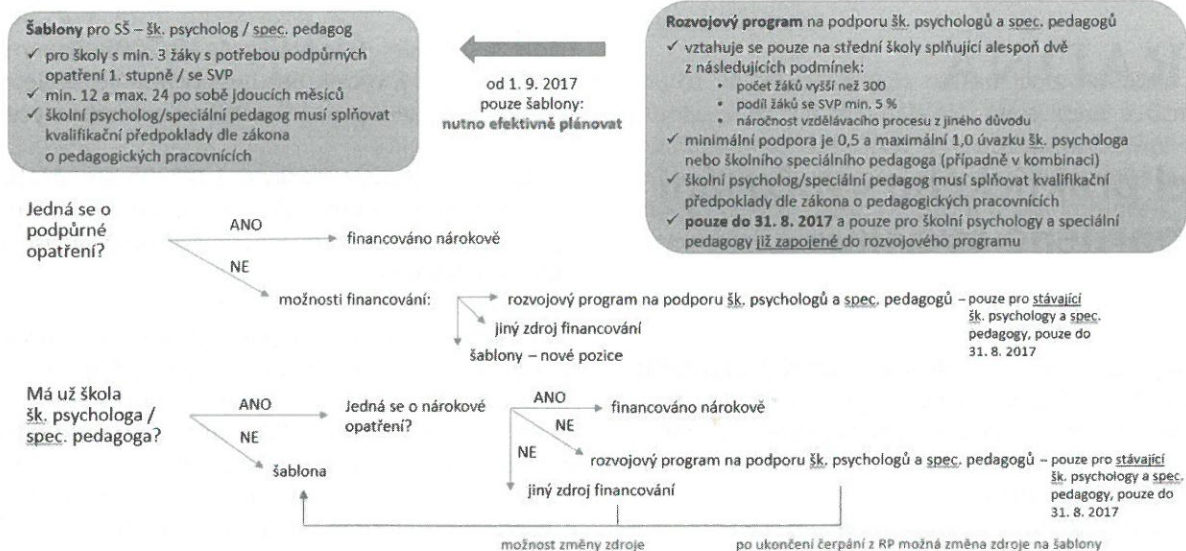 Šablony pro SŠ – šk. psycholog / spec. pedagog
✓ pro školy s min. 3 žáky s potřebou podpůrných
opatření 1. stupně / se SVP
✓ min. 12 a max. 24 po sobě jdoucích měsíců
✓ školní psycholog/speciální pedagog musí splňovat
kvalifikační předpoklady dle zákona
o pedagogických pracovnících
od 1. 9. 2017
pouze šablony:
nutno efektivně plánovat
Rozvojový program na podporu šk. psychologů a spec. pedagogů
✓ vztahuje se pouze na střední školy splňující alespoň dvě
z následujících podmínek:
• počet žáků vyšší než 300
• podíl žáků se SVP min. 5 %
• náročnost vzdělávacího procesu z jiného důvodu
✓ minimální podpora je 0,5 a maximální 1,0 úvazku šk. psychologa
nebo školního speciálního pedagoga (případně v kombinaci)
✓ školní psycholog/speciální pedagog musí splňovat kvalifikační
předpoklady dle zákona o pedagogických pracovnících
✓ pouze do 31. 8. 2017 a pouze pro školní psychology a speciální
pedagogy již zapojené do rozvojového programu
Jedná se o
podpůrné
opatření?
ANO
financováno nárokově
NE
možnosti financování:
rozvojový program na podporu šk. psychologů a spec. pedagogů – pouze pro stávající
šk. psychology a spec.
pedagogy, pouze do
31. 8. 2017
jiný zdroj financování
šablony – nové pozice
Má už škola
šk. psychologa /
spec. pedagoga?
ANO
NE
šablona
Jedná se o nárokové
opatření?
ANO
financováno nárokově
NE
NE
rozvojový program na podporu šk. psychologů a spec. pedagogů – pouze pro stávající
šk. psychology a spec.
pedagogy, pouze do
31. 8. 2017
jiný zdroj financování
možnost změny zdroje
po ukončení čerpání z RP možná změna zdroje na šablony